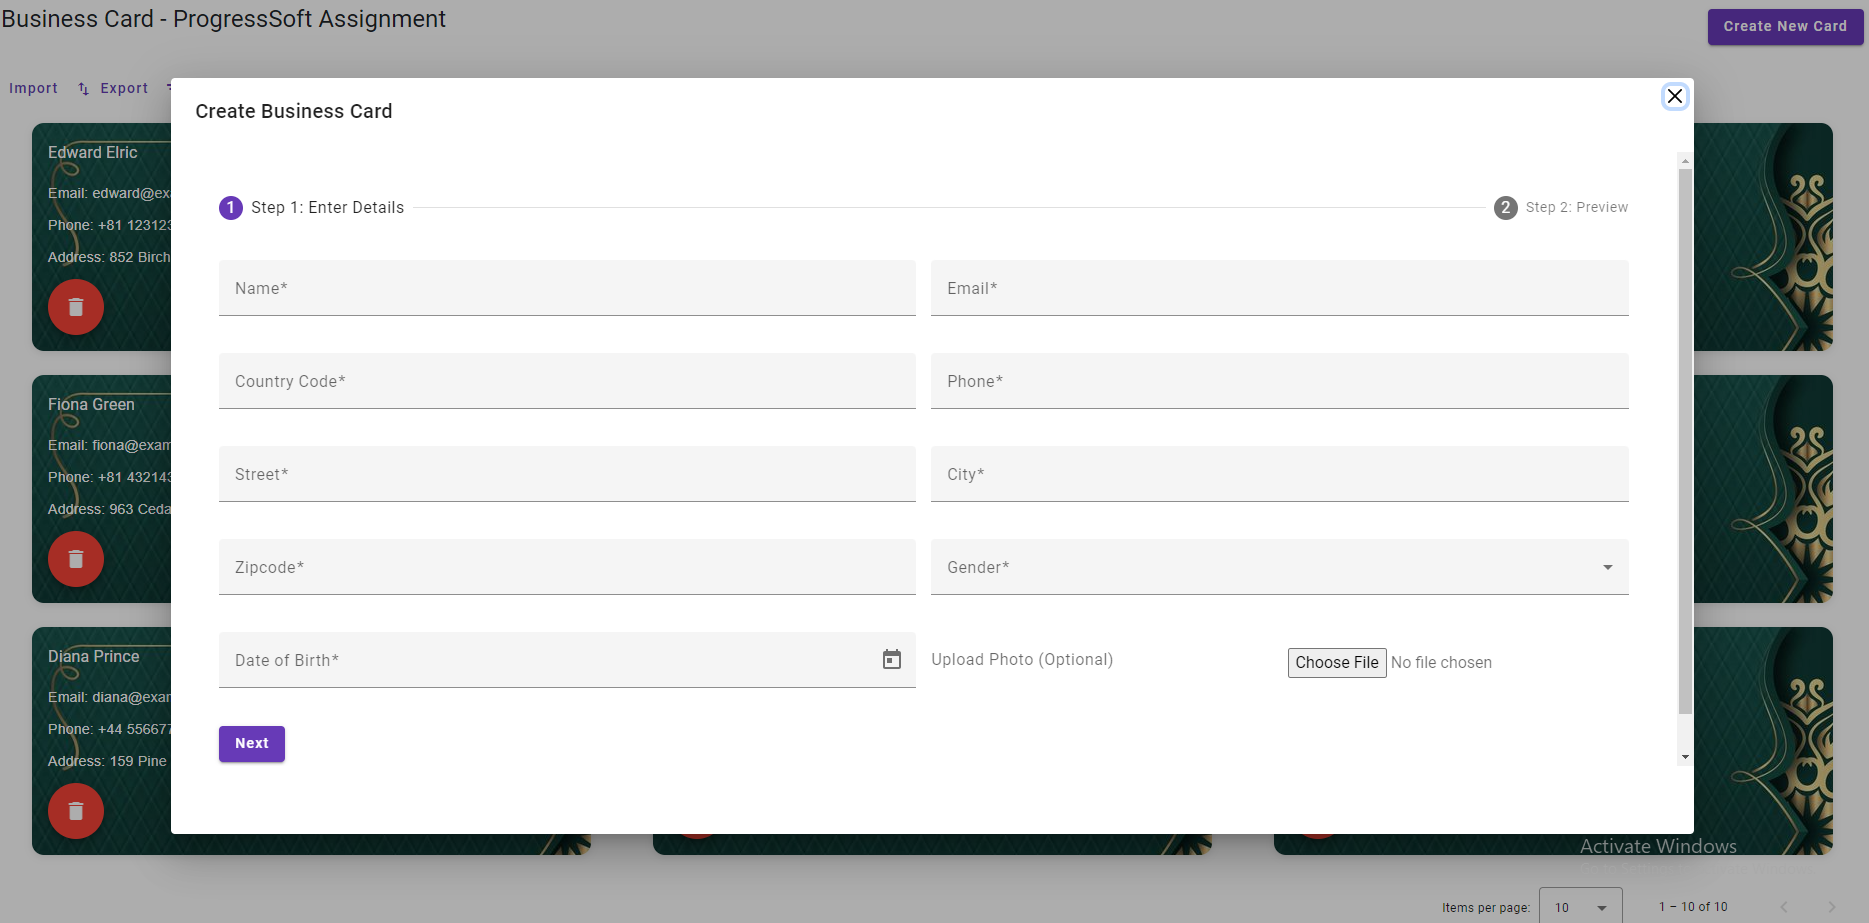 Business Card - ProgressSoft Assignment
Create New Card
Import Export
Create Business Card
1 Step 1: Enter Details
2 Step 2: Preview
Name*
Email*
Country Code*
Phone*
Street*
City*
Zipcode*
Gender*
Date of Birth*
Upload Photo (Optional)
Choose File No file chosen
Next
Edward Elric
Email: edward@ex
Phone: +81 12312
Address: 852 Birch
Fiona Green
Email: fiona@exam
Phone: +81 43214
Address: 963 Ceda
Diana Prince
Email: diana@exam
Phone: +44 55667
Address: 159 Pine
Activate Windows
Items per page: 10
1 – 10 of 10